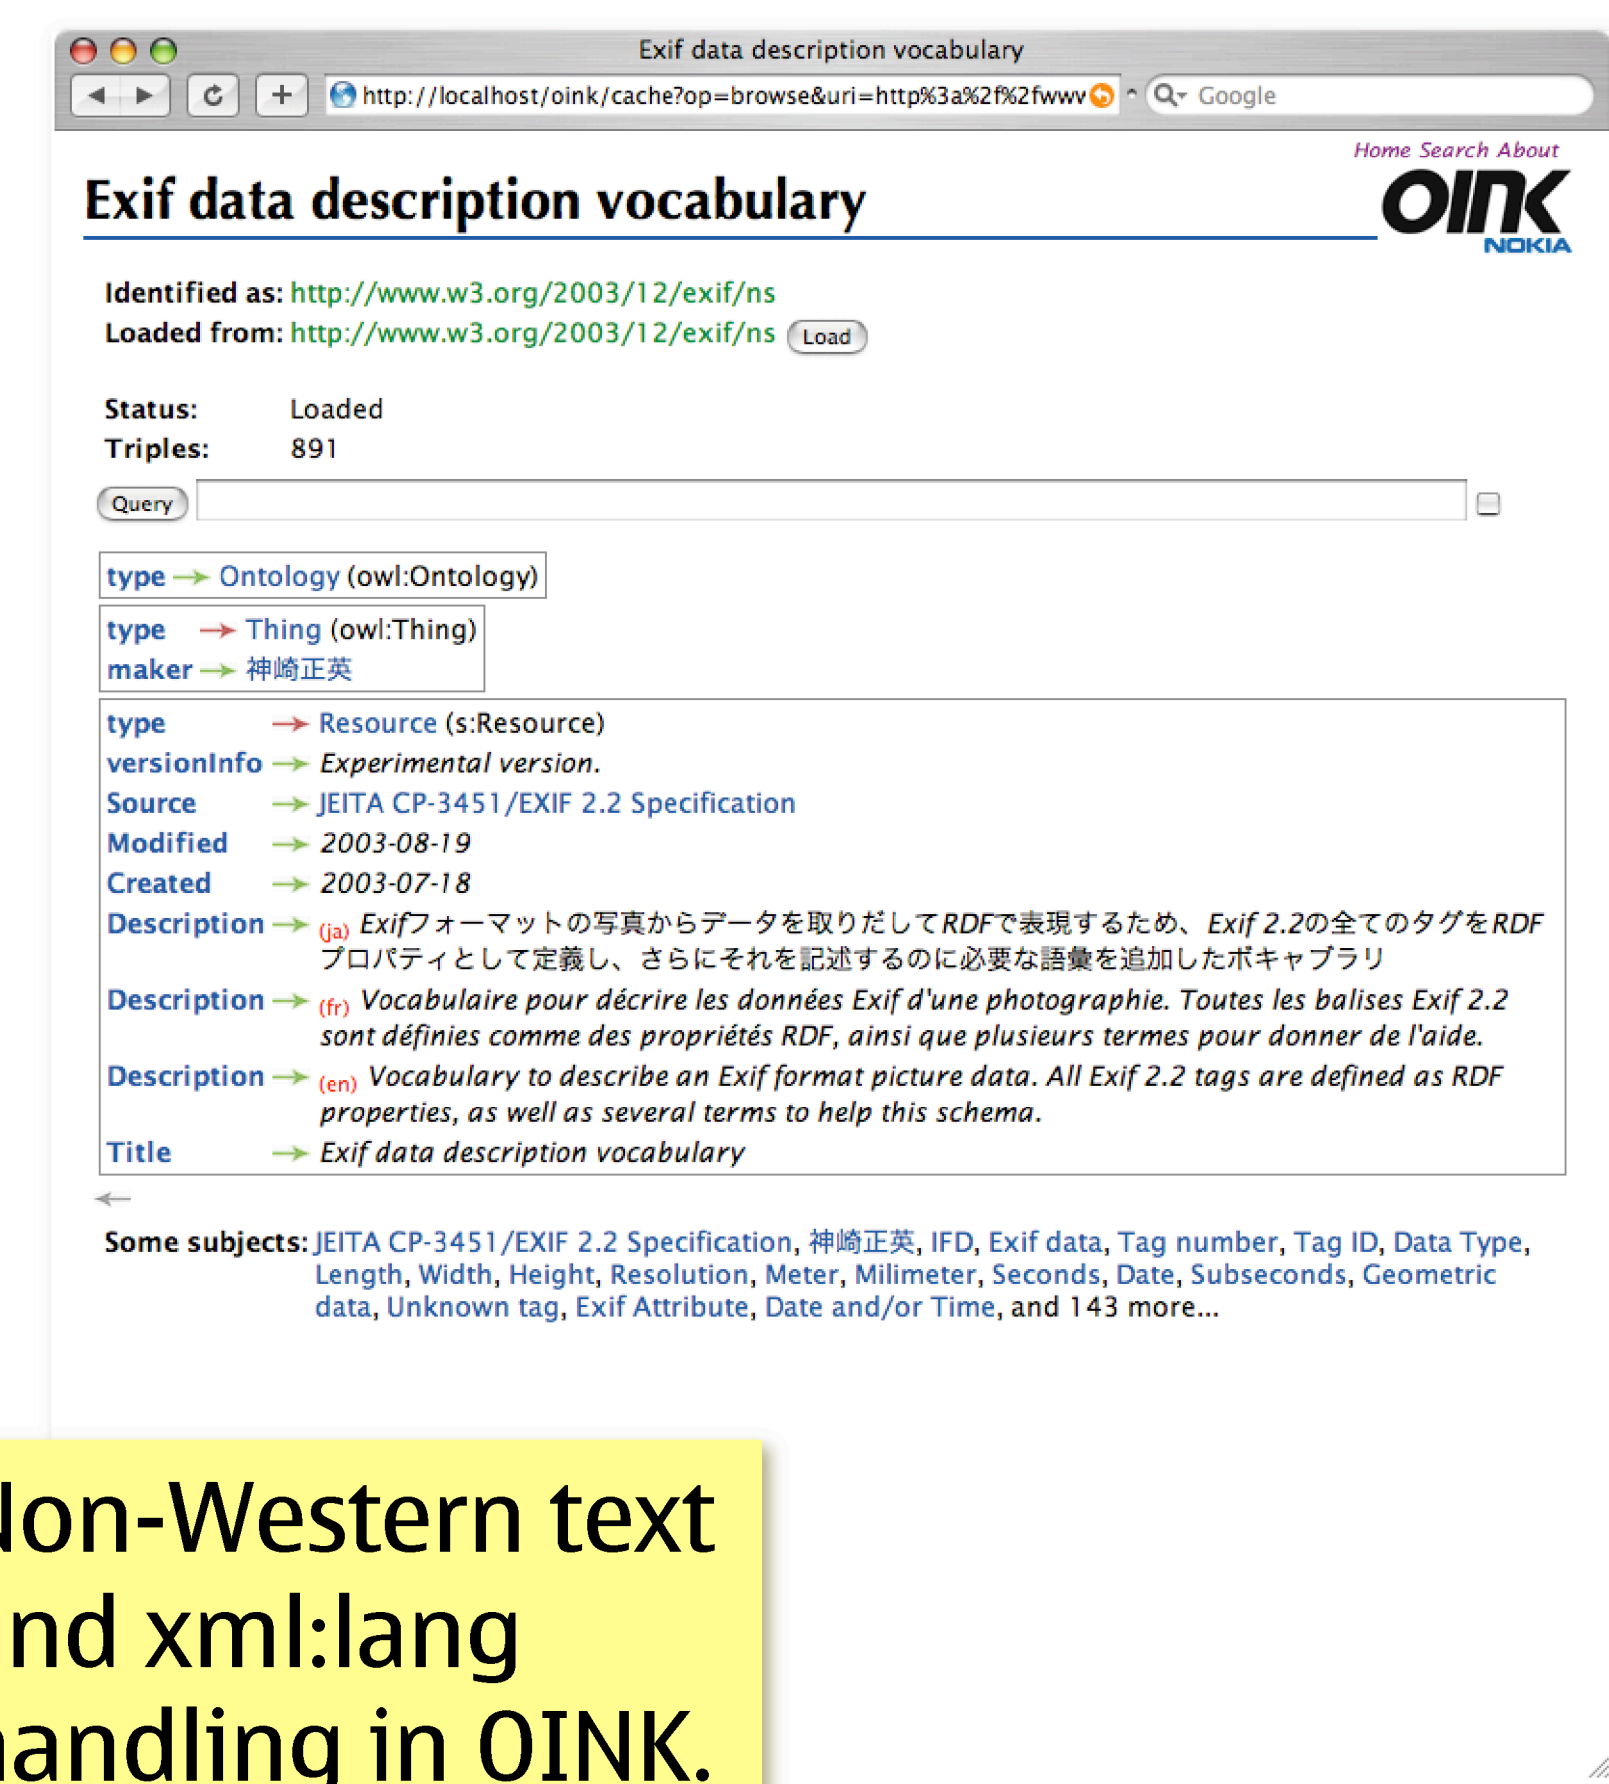 Exif data description vocabulary
http://localhost/oink/cache?op=browse&uri=http%3a%2f%2fwwv
Google
Home Search About
Exif data description vocabulary
OINK
NOKIA
Identified as: http://www.w3.org/2003/12/exif/ns
Loaded from: http://www.w3.org/2003/12/exif/ns Load
Status: Loaded
Triples: 891
Query
type → Ontology (owl:Ontology)
type → Thing (owl:Thing)
maker → 神崎正英
type → Resource (s:Resource)
versionInfo → Experimental version.
Source → JEITA CP-3451/EXIF 2.2 Specification
Modified → 2003-08-19
Created → 2003-07-18
Description → (ja) Exifフォーマットの写真からデータを取りだしてRDFで表現するため、Exif 2.2の全てのタグをRDF
プロパティとして定義し、さらにそれを記述するのに必要な語彙を追加したボキャブラリ
Description → (fr) Vocabulaire pour décrire les données Exif d'une photographie. Toutes les balises Exif 2.2
sont définies comme des propriétés RDF, ainsi que plusieurs termes pour donner de l'aide.
Description → (en) Vocabulary to describe an Exif format picture data. All Exif 2.2 tags are defined as RDF
properties, as well as several terms to help this schema.
Title → Exif data description vocabulary
←
Some subjects: JEITA CP-3451/EXIF 2.2 Specification, 神崎正英, IFD, Exif data, Tag number, Tag ID, Data Type,
Length, Width, Height, Resolution, Meter, Milimeter, Seconds, Date, Subseconds, Geometric
data, Unknown tag, Exif Attribute, Date and/or Time, and 143 more...
Non-Western text
nd xml:lang
handling in OINK.